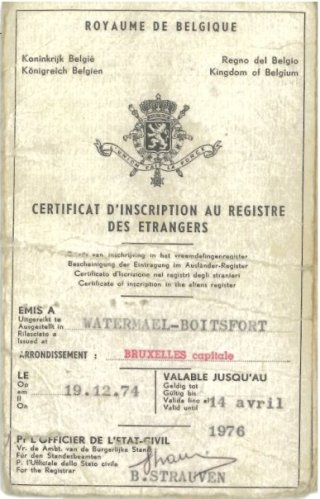 ROYAUME DE BELGIQUE
Koninkrijk België
Königreich Belgien
Regno del Belgio
Kingdom of Belgium
L'UNION FAIT LA FORCE
CERTIFICAT D'INSCRIPTION AU REGISTRE
DES ETRANGERS
van inschrijving in het vreemdelingenregister
Bescheinigung der Eintragung im Ausländer-Register
Certificato d'iscrizione nel registri degli stranieri
Certificate of inscription in the aliens register
EMIS A
Uitgereikt te
Ausgestellt in
Rilasciato a
Issued at
WATERMAEL-BOITSFORT
ARRONDISSEMENT : BRUXELLES capitale
LE
Op
am
Il
On
19.12.74
VALABLE JUSQU'AU
Geldig tot
Gültig bis
Valida fino al
Valid until
14 avril
1976
Pr L'OFFICIER DE L'ETAT-CIVIL
Vr. de Ambt. van de Burgerlijke Stand
Für den Standesbeamten
P. l'Ufficiale dello Stato civile
For the Registrar
B.STRAUVEN